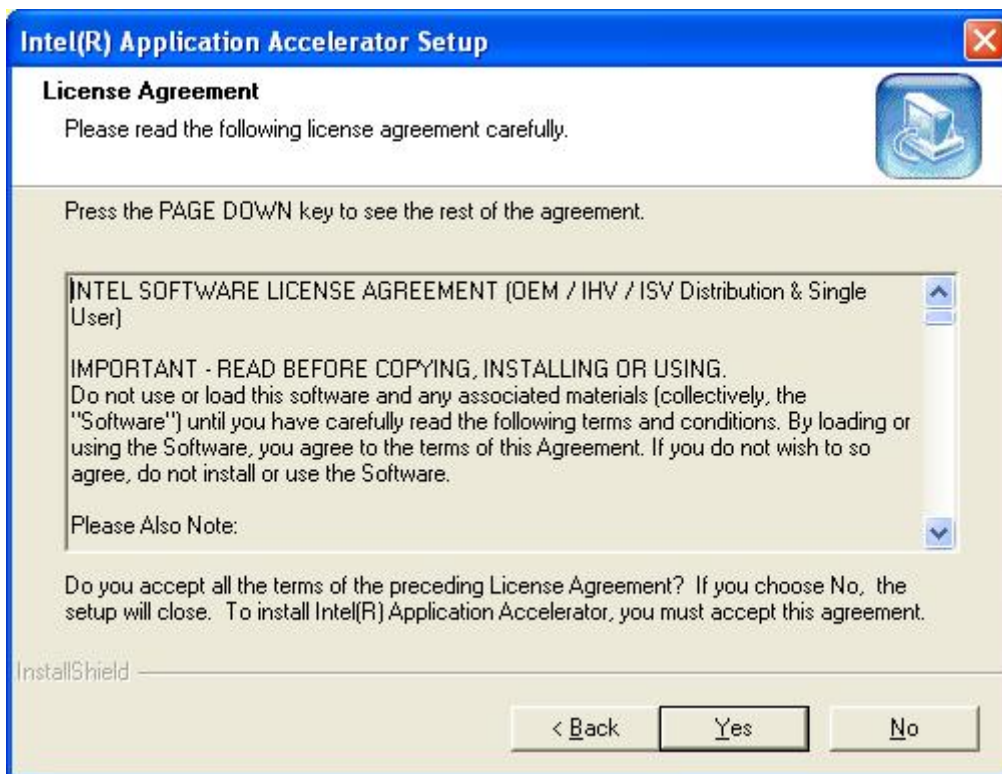 Intel(R) Application Accelerator Setup
License Agreement
Please read the following license agreement carefully.
Press the PAGE DOWN key to see the rest of the agreement.
INTEL SOFTWARE LICENSE AGREEMENT (OEM / IHV / ISV Distribution & Single
User)
IMPORTANT - READ BEFORE COPYING, INSTALLING OR USING.
Do not use or load this software and any associated materials (collectively, the
"Software") until you have carefully read the following terms and conditions. By loading or
using the Software, you agree to the terms of this Agreement. If you do not wish to so
agree, do not install or use the Software.
Please Also Note:
Do you accept all the terms of the preceding License Agreement?  If you choose No,  the
setup will close.  To install Intel(R) Application Accelerator, you must accept this agreement.
InstallShield
< Back Yes No